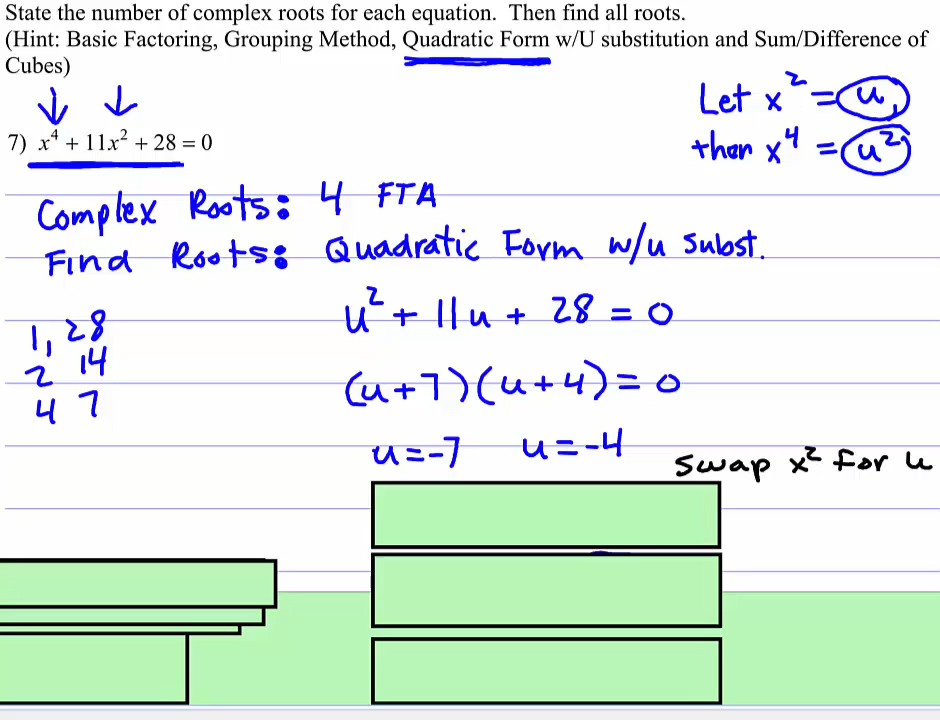 State the number of complex roots for each equation.  Then find all roots.
(Hint: Basic Factoring, Grouping Method, Quadratic Form w/U substitution and Sum/Difference of
Cubes)
Let x² = u,
then x⁴ = u²
7) x⁴ + 11x² + 28 = 0
Complex Roots: 4 FTA
Find Roots: Quadratic Form w/u subst.
u² + 11u + 28 = 0
1, 28
2 14
4 7
(u+7)(u+4) = 0
u=-7 u=-4
swap x² for u